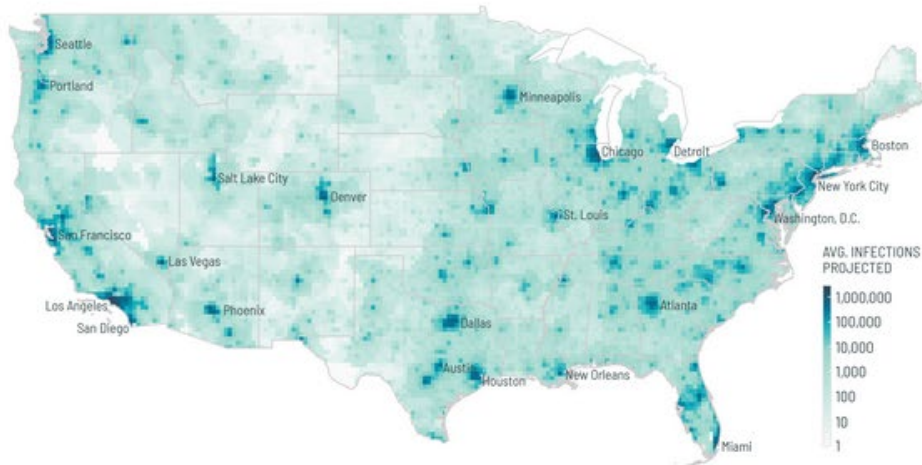 Seattle
Portland
Minneapolis
Boston
Chicago
Detroit
Salt Lake City
New York City
Denver
St. Louis
Washington, D.C.
San Francisco
Las Vegas
AVG. INFECTIONS
PROJECTED
Los Angeles
Phoenix
Atlanta
San Diego
Dallas
Austin
Houston
New Orleans
Miami
1,000,000
100,000
10,000
1,000
100
10
1